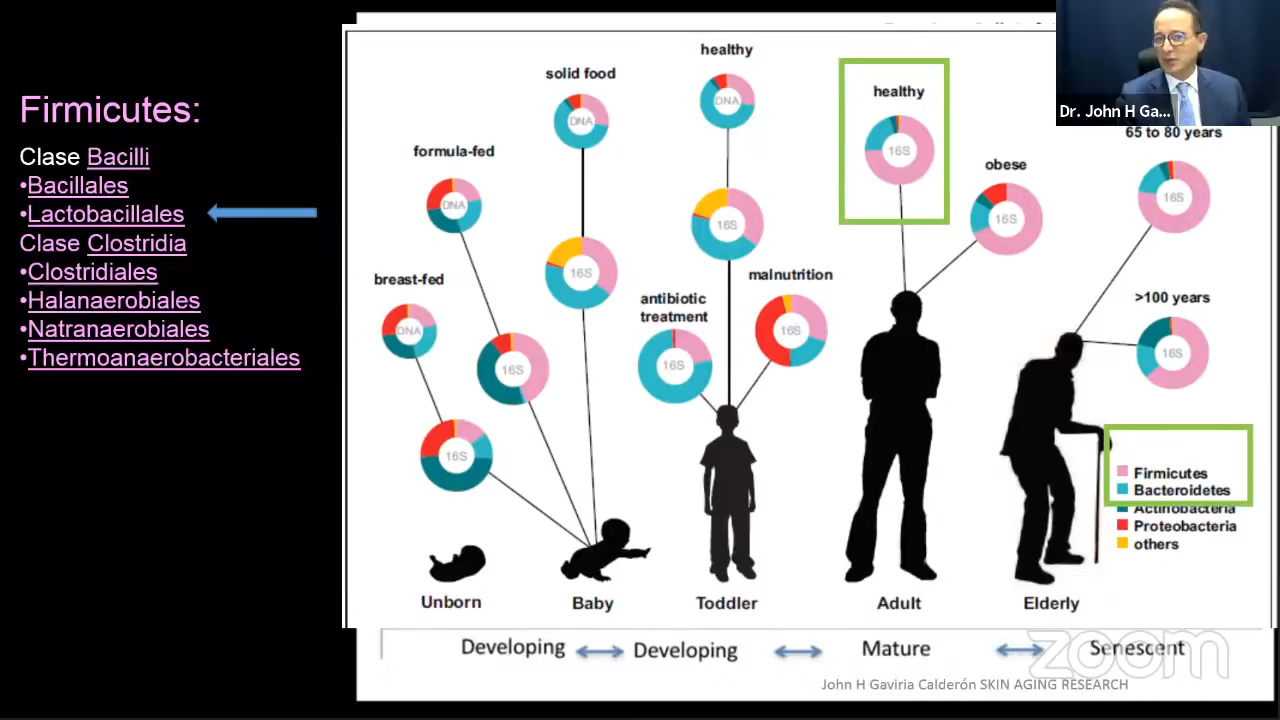 Firmicutes:
Clase Bacilli
•Bacillales
•Lactobacillales
Clase Clostridia
•Clostridiales
•Halanaerobiales
•Natranaerobiales
•Thermoanaerobacteriales
healthy
DNA
16S
solid food
DNA
16S
formula-fed
DNA
16S
breast-fed
DNA
16S
antibiotic
treatment
16S
malnutrition
16S
healthy
16S
obese
16S
Dr. John H Ga...
65 to 80 years
16S
>100 years
16S
Firmicutes
Bacteroidetes
Actinobacteria
Proteobacteria
others
Unborn
Baby
Toddler
Adult
Elderly
Developing
Developing
Mature
Senescent
zoom
John H Gaviria Calderón SKIN AGING RESEARCH